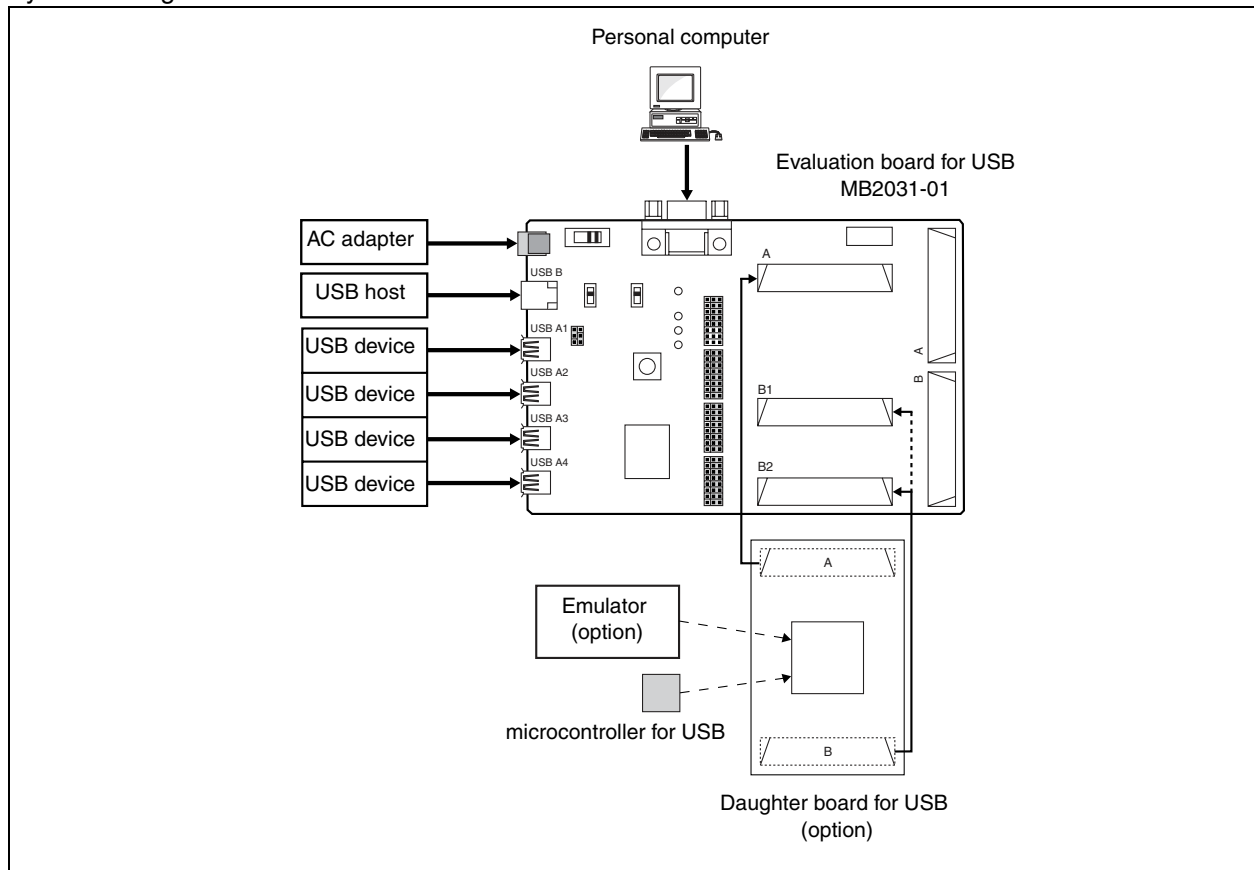 Personal computer
Evaluation board for USB
MB2031-01
AC adapter
USB host
USB device
USB device
USB device
USB device
USB B
USB A1
USB A2
USB A3
USB A4
A
B1
B2
A
B
A
B
Emulator
(option)
microcontroller for USB
Daughter board for USB
(option)